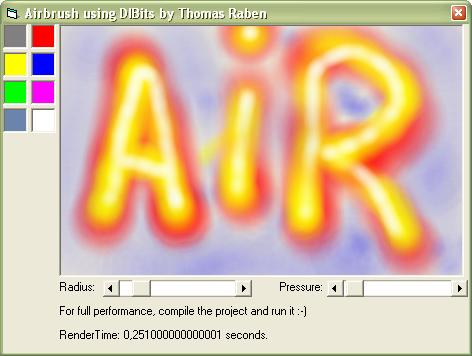 Airbrush using DIBits by Thomas Raben
AiR
Radius:
Pressure:
For full performance, compile the project and run it :-)
RenderTime: 0,251000000000001 seconds.